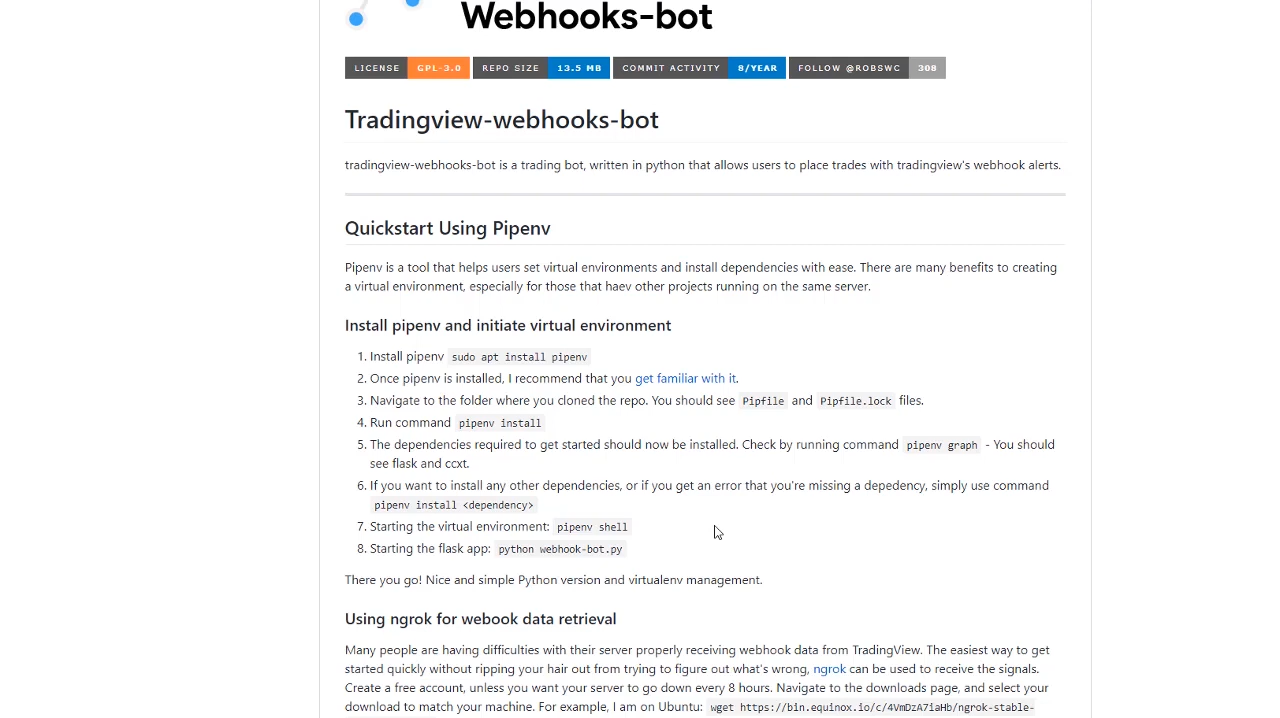 Webhooks-bot
LICENSE GPL-3.0 REPO SIZE 13.5 MB COMMIT ACTIVITY 8/YEAR FOLLOW @ROBSWC 308
Tradingview-webhooks-bot
tradingview-webhooks-bot is a trading bot, written in python that allows users to place trades with tradingview's webhook alerts.
Quickstart Using Pipenv
Pipenv is a tool that helps users set virtual environments and install dependencies with ease. There are many benefits to creating
a virtual environment, especially for those that haev other projects running on the same server.
Install pipenv and initiate virtual environment
1. Install pipenv sudo apt install pipenv
2. Once pipenv is installed, I recommend that you get familiar with it.
3. Navigate to the folder where you cloned the repo. You should see Pipfile and Pipfile.lock files.
4. Run command pipenv install
5. The dependencies required to get started should now be installed. Check by running command pipenv graph - You should
see flask and ccxt.
6. If you want to install any other dependencies, or if you get an error that you're missing a depedency, simply use command
pipenv install <dependency>
7. Starting the virtual environment: pipenv shell
8. Starting the flask app: python webhook-bot.py
There you go! Nice and simple Python version and virtualenv management.
Using ngrok for webook data retrieval
Many people are having difficulties with their server properly receiving webhook data from TradingView. The easiest way to get
started quickly without ripping your hair out from trying to figure out what's wrong, ngrok can be used to receive the signals.
Create a free account, unless you want your server to go down every 8 hours. Navigate to the downloads page, and select your
download to match your machine. For example, I am on Ubuntu: wget https://bin.equinox.io/c/4VmDzA7iaHb/ngrok-stable-